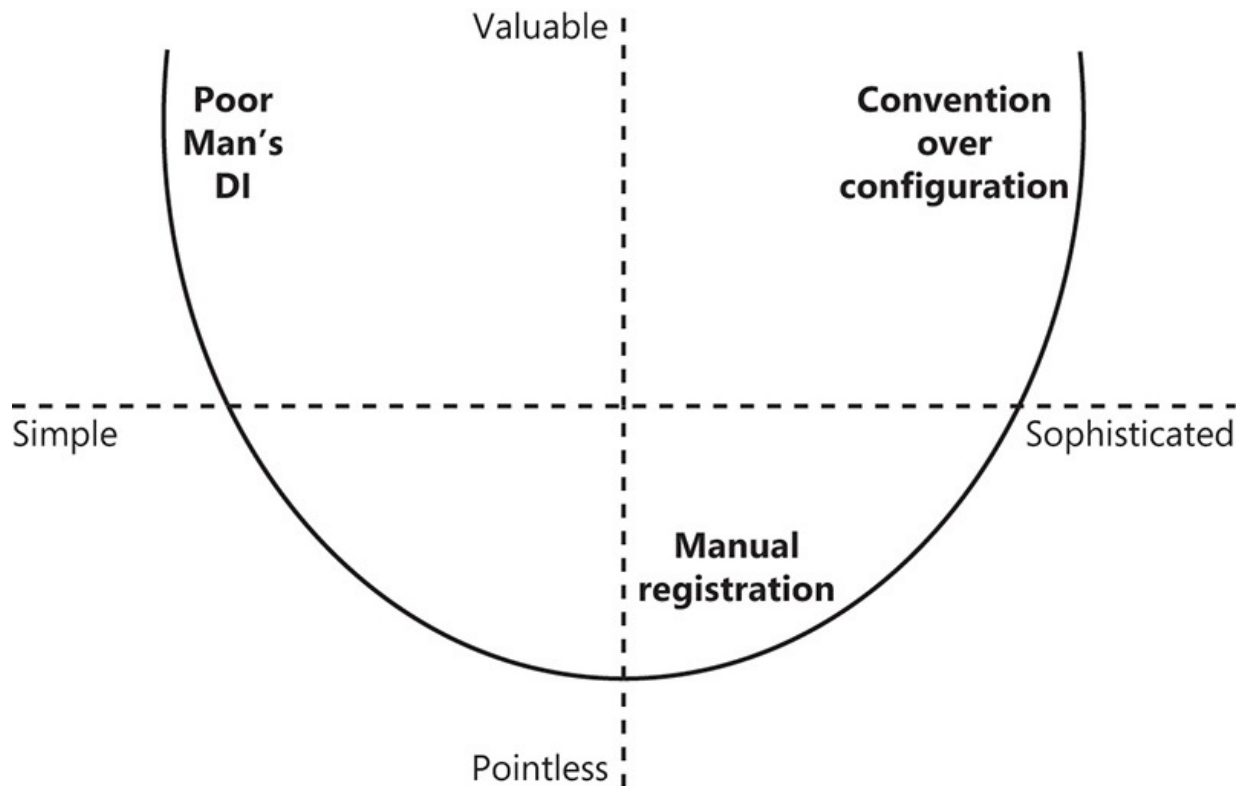 Valuable
Poor
Man’s
DI
Convention
over
configuration
Simple
Sophisticated
Manual
registration
Pointless